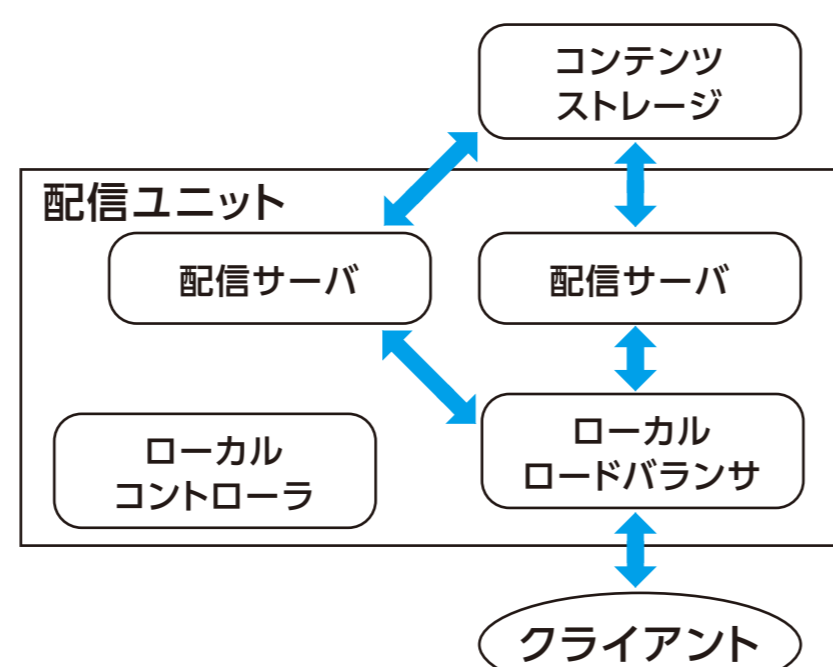 コンテンツ
ストレージ
配信ユニット
配信サーバ
配信サーバ
ローカル
コントローラ
ローカル
ロードバランサ
クライアント